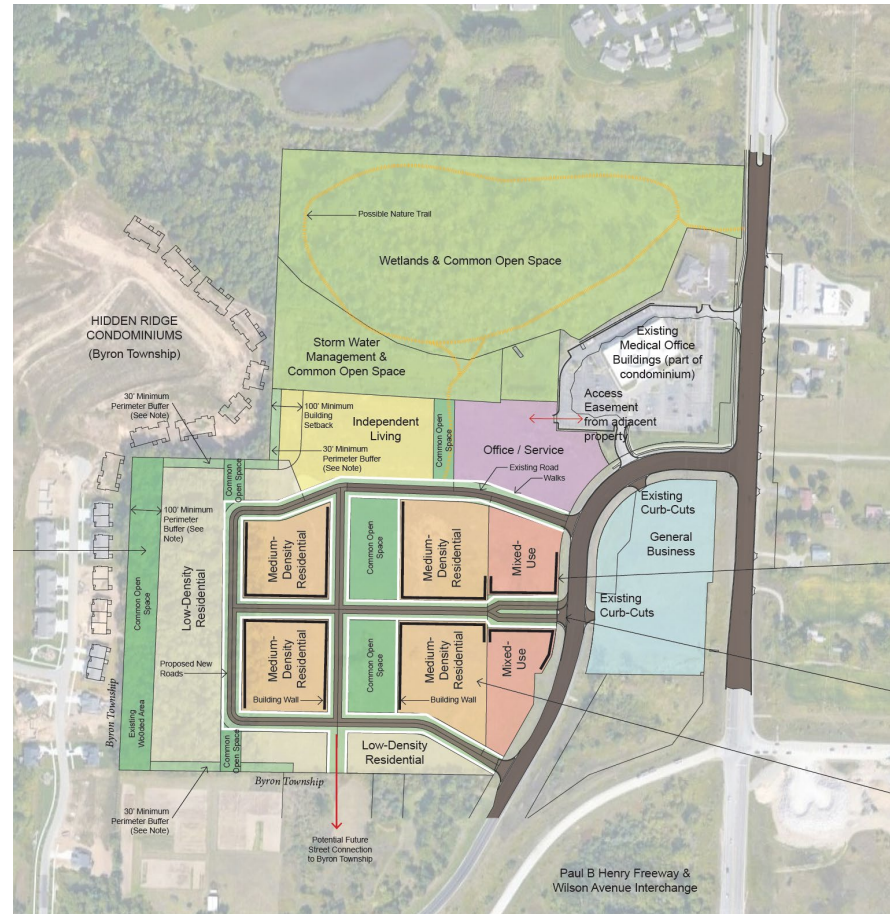 Possible Nature Trail
Wetlands & Common Open Space
HIDDEN RIDGE
CONDOMINIUMS
(Byron Township)
Storm Water
Management &
Common Open Space
Existing
Medical Office
Buildings (part of
condominium)
30' Minimum
Perimeter Buffer
(See Note)
100' Minimum
Building
Setback
Independent
Living
30' Minimum
Perimeter Buffer
(See Note)
Common Open
Space
Access
Easement
from adjacent
property
Office / Service
Existing Road
Walks
Common
Open Space
100' Minimum
Perimeter
Buffer (See
Note)
Existing
Curb-Cuts
General
Business
Existing
Curb-Cuts
Medium-
Density
Residential
Common Open
Space
Medium-
Density
Residential
Mixed-
Use
Common Open
Space
Low-Density
Residential
Proposed New
Roads
Medium-
Density
Residential
Building Wall
Common Open
Space
Medium-
Density
Residential
Building Wall
Mixed-
Use
Byron Township
Existing
Wooded Area
Common
Open Space
Low-Density
Residential
Byron Township
30' Minimum
Perimeter Buffer
(See Note)
Potential Future
Street Connection
to Byron Township
Paul B Henry Freeway &
Wilson Avenue Interchange